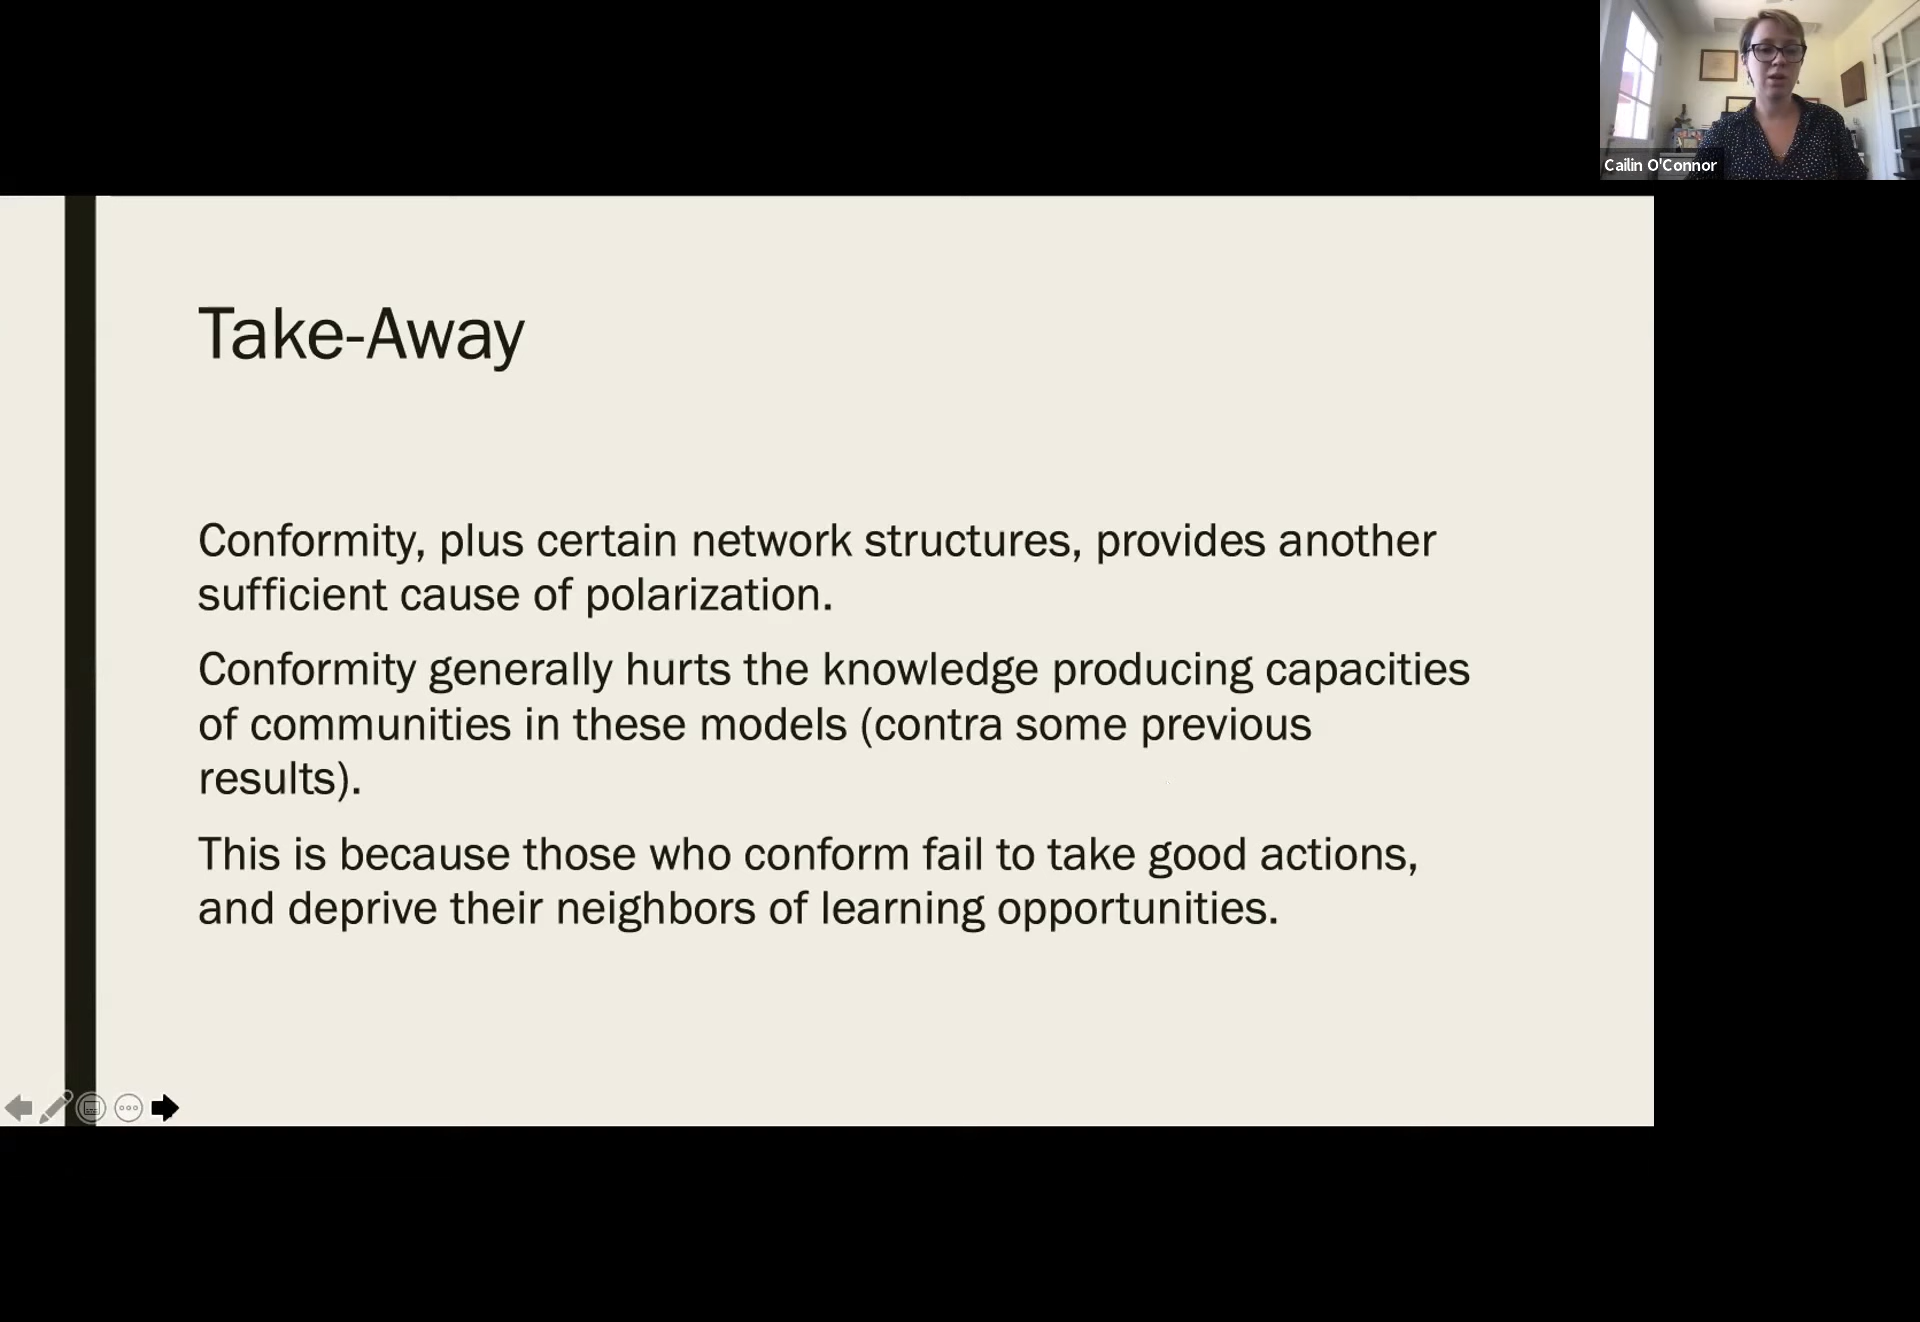 Cailin O'Connor
Take-Away
Conformity, plus certain network structures, provides another
sufficient cause of polarization.
Conformity generally hurts the knowledge producing capacities
of communities in these models (contra some previous
results).
This is because those who conform fail to take good actions,
and deprive their neighbors of learning opportunities.